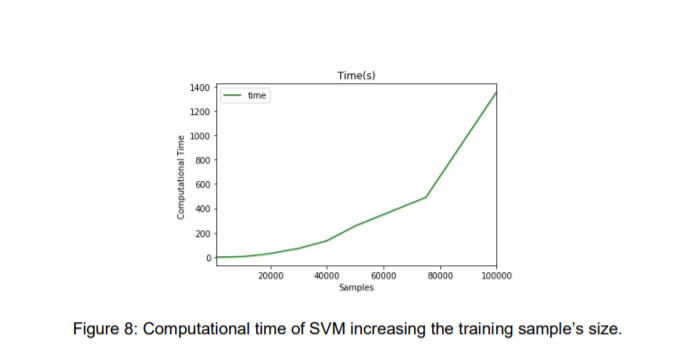 Time(s)
time
1400
1200
1000
800
600
400
200
0
Computational Time
20000 40000 60000 80000 100000
Samples
Figure 8: Computational time of SVM increasing the training sample's size.